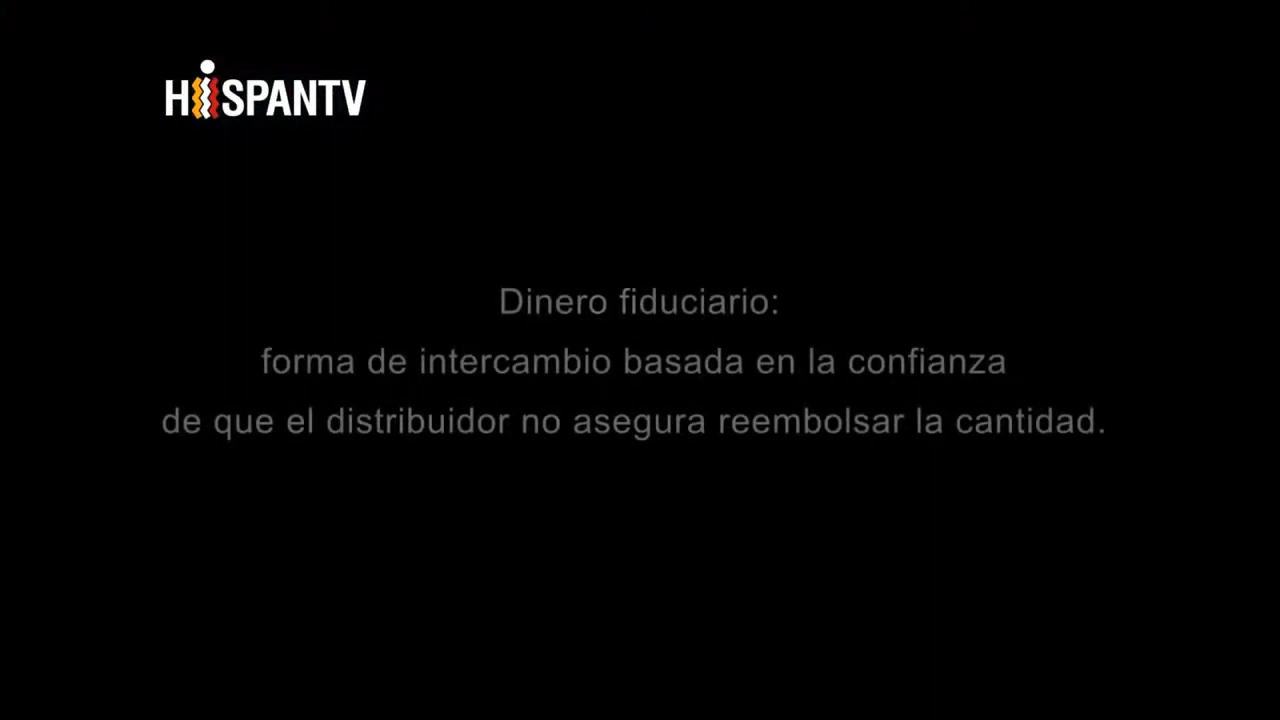 HISPANTV
Dinero fiduciario:
forma de intercambio basada en la confianza
de que el distribuidor no asegura reembolsar la cantidad.